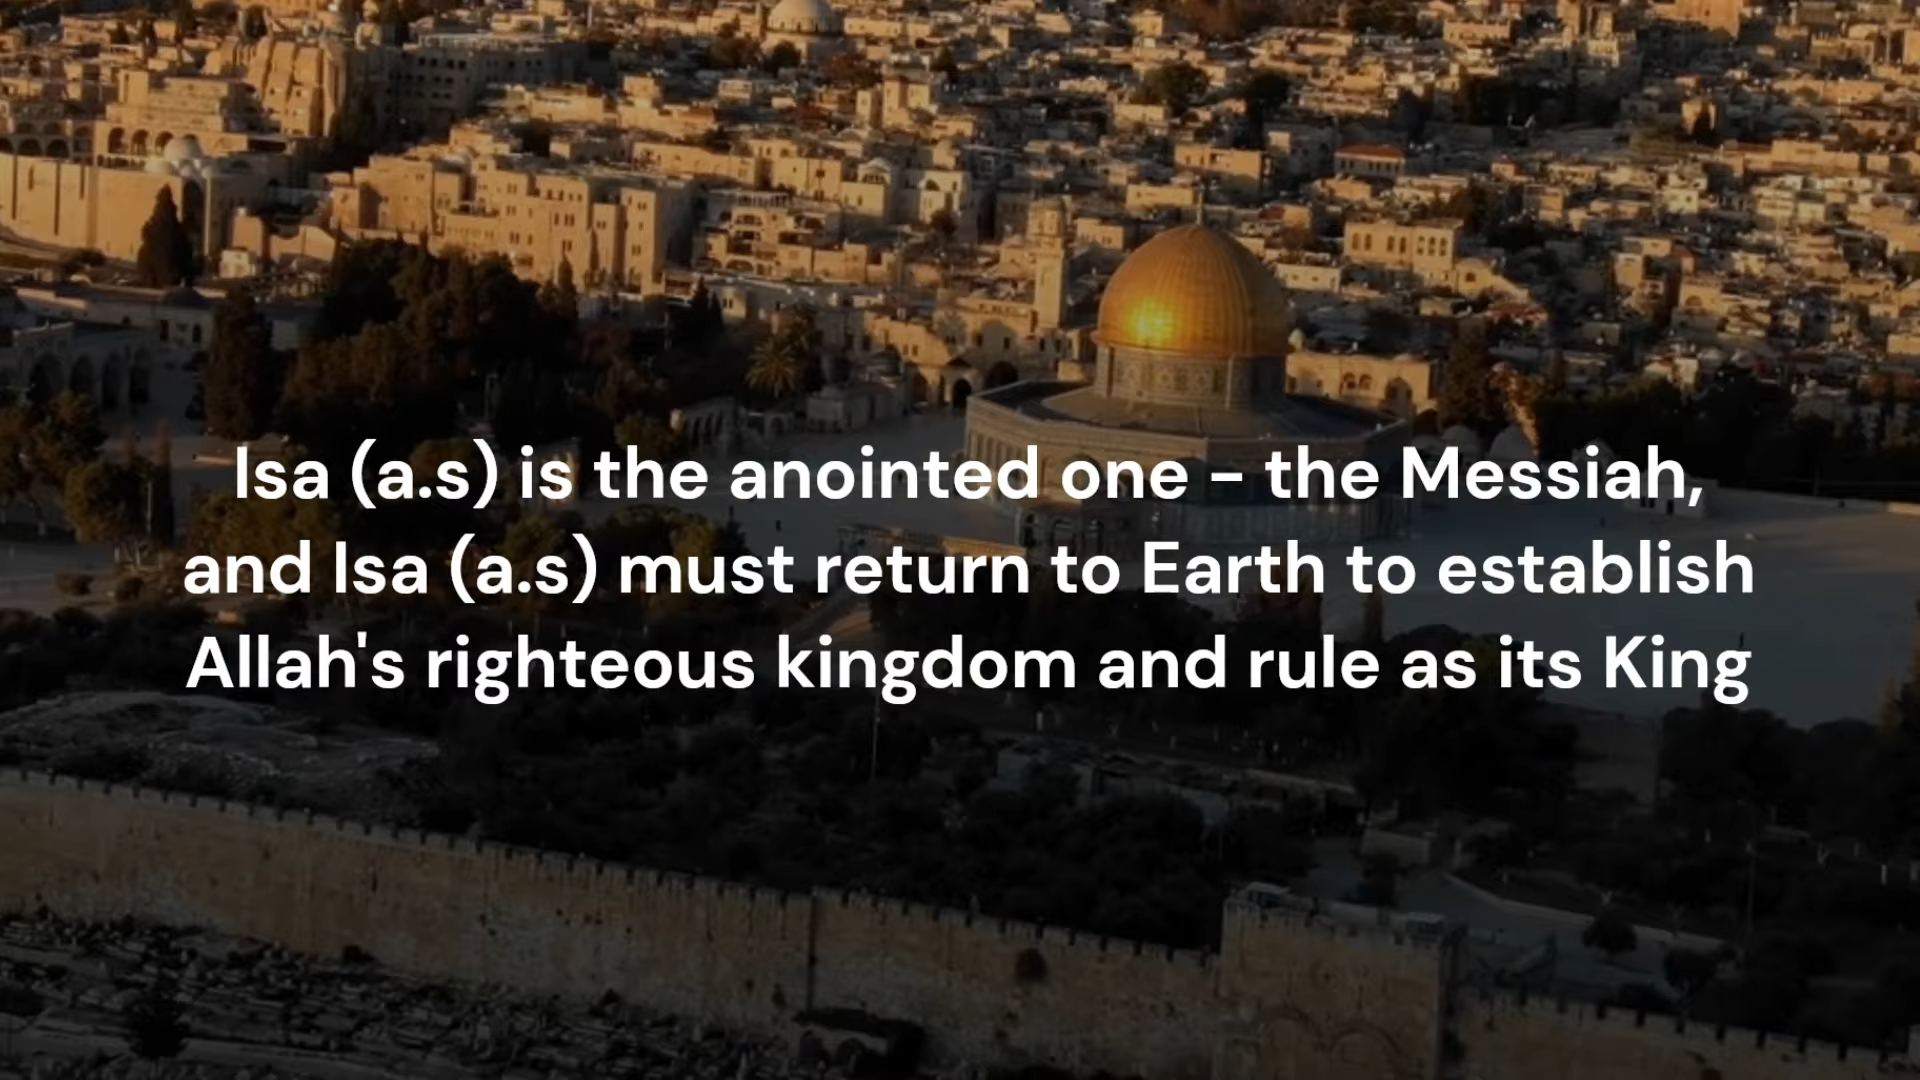 Isa (a.s) is the anointed one – the Messiah,
and Isa (a.s) must return to Earth to establish
Allah's righteous kingdom and rule as its King